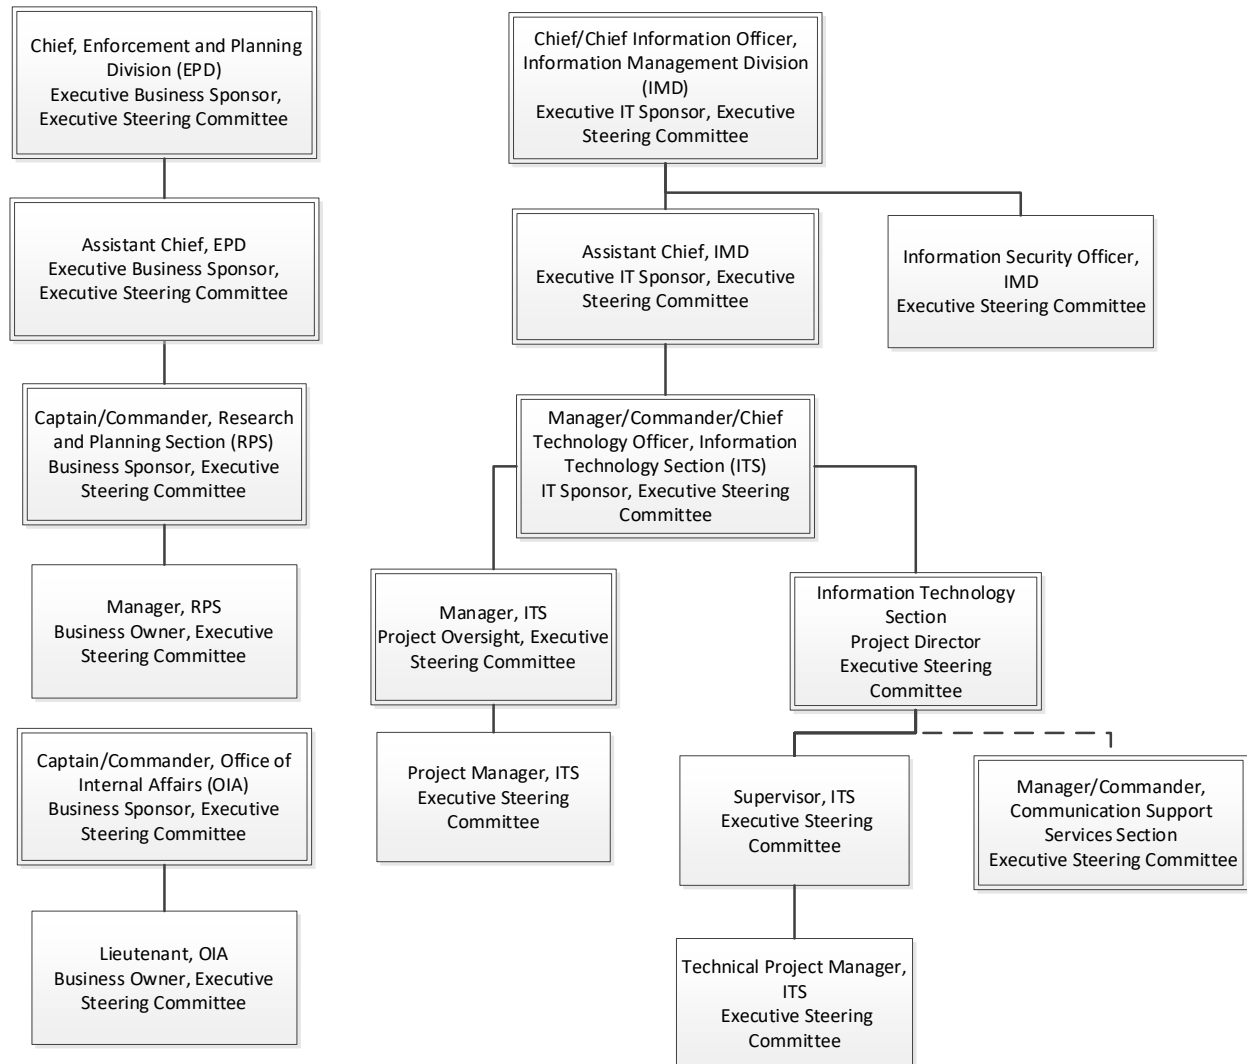 Chief, Enforcement and Planning
Division (EPD)
Executive Business Sponsor,
Executive Steering Committee
Assistant Chief, EPD
Executive Business Sponsor,
Executive Steering Committee
Captain/Commander, Research
and Planning Section (RPS)
Business Sponsor, Executive
Steering Committee
Manager, RPS
Business Owner, Executive
Steering Committee
Captain/Commander, Office of
Internal Affairs (OIA)
Business Sponsor, Executive
Steering Committee
Lieutenant, OIA
Business Owner, Executive
Steering Committee
Chief/Chief Information Officer,
Information Management Division
(IMD)
Executive IT Sponsor, Executive
Steering Committee
Assistant Chief, IMD
Executive IT Sponsor, Executive
Steering Committee
Information Security Officer,
IMD
Executive Steering Committee
Manager/Commander/Chief
Technology Officer, Information
Technology Section (ITS)
IT Sponsor, Executive Steering
Committee
Manager, ITS
Project Oversight, Executive
Steering Committee
Project Manager, ITS
Executive Steering
Committee
Information Technology
Section
Project Director
Executive Steering
Committee
Supervisor, ITS
Executive Steering
Committee
Manager/Commander,
Communication Support
Services Section
Executive Steering Committee
Technical Project Manager,
ITS
Executive Steering
Committee